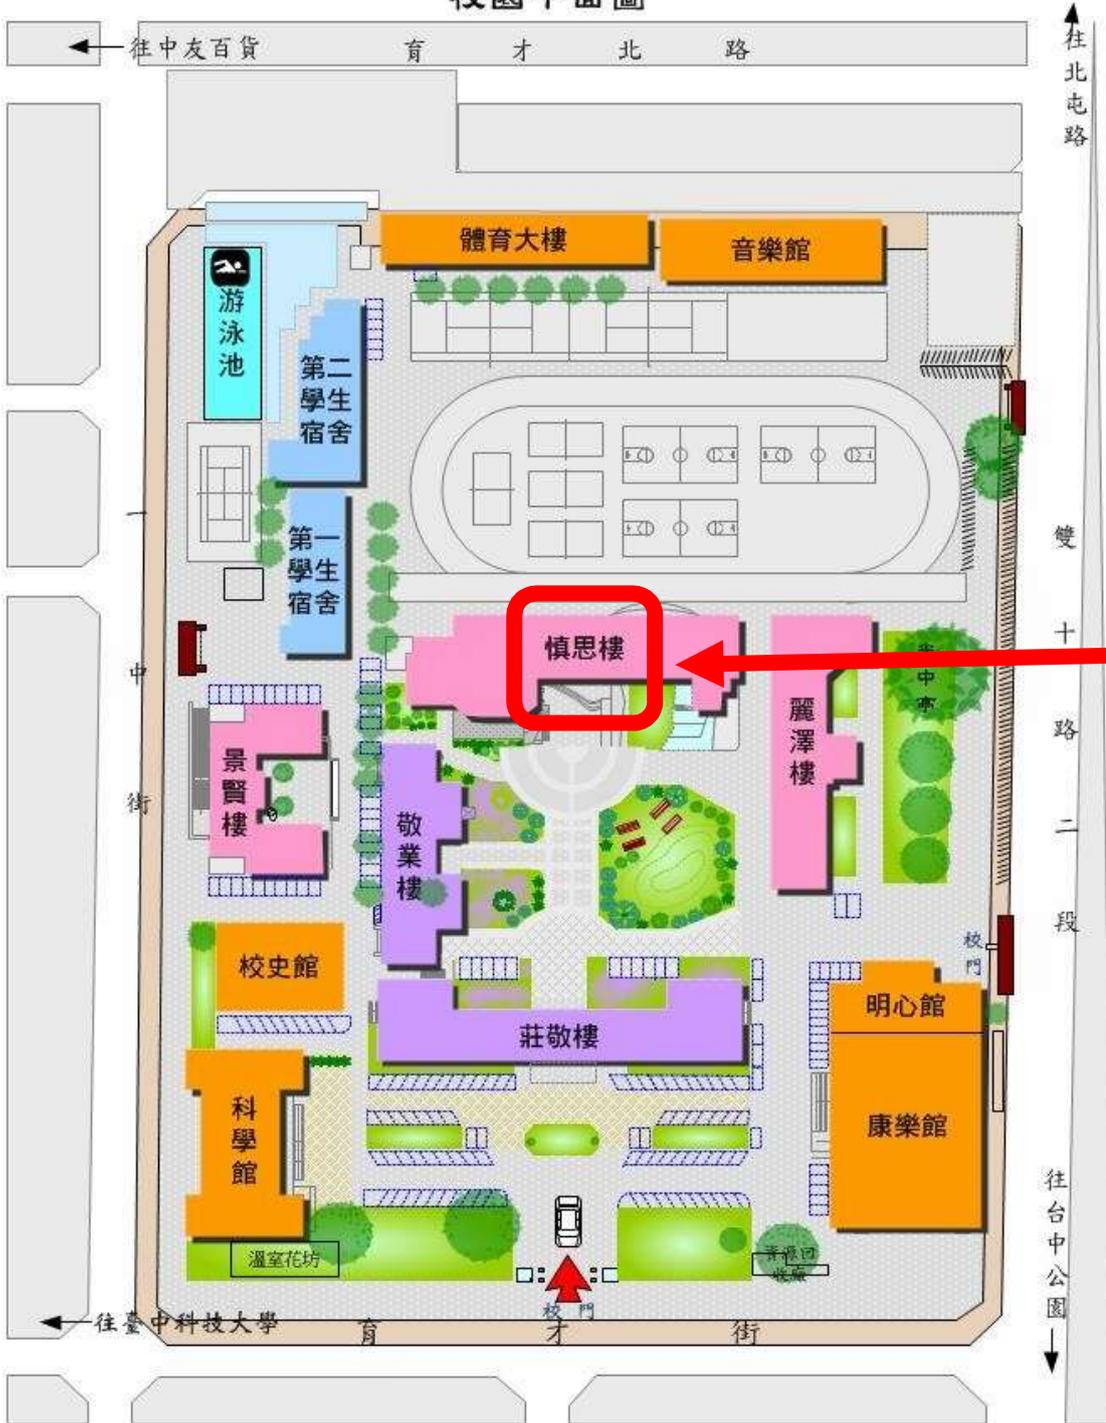 校園平面圖
往中友百貨
育才北路
往北屯路
體育大樓
音樂館
游泳池
第二學生宿舍
第一學生宿舍
一中街
雙十路二段
慎思樓
麗澤樓
景賢樓
敬業樓
校史館
莊敬樓
校門
明心館
康樂館
科學館
溫室花坊
資源回
收廠
校門
往台中公園
往臺中科技大學
育才街